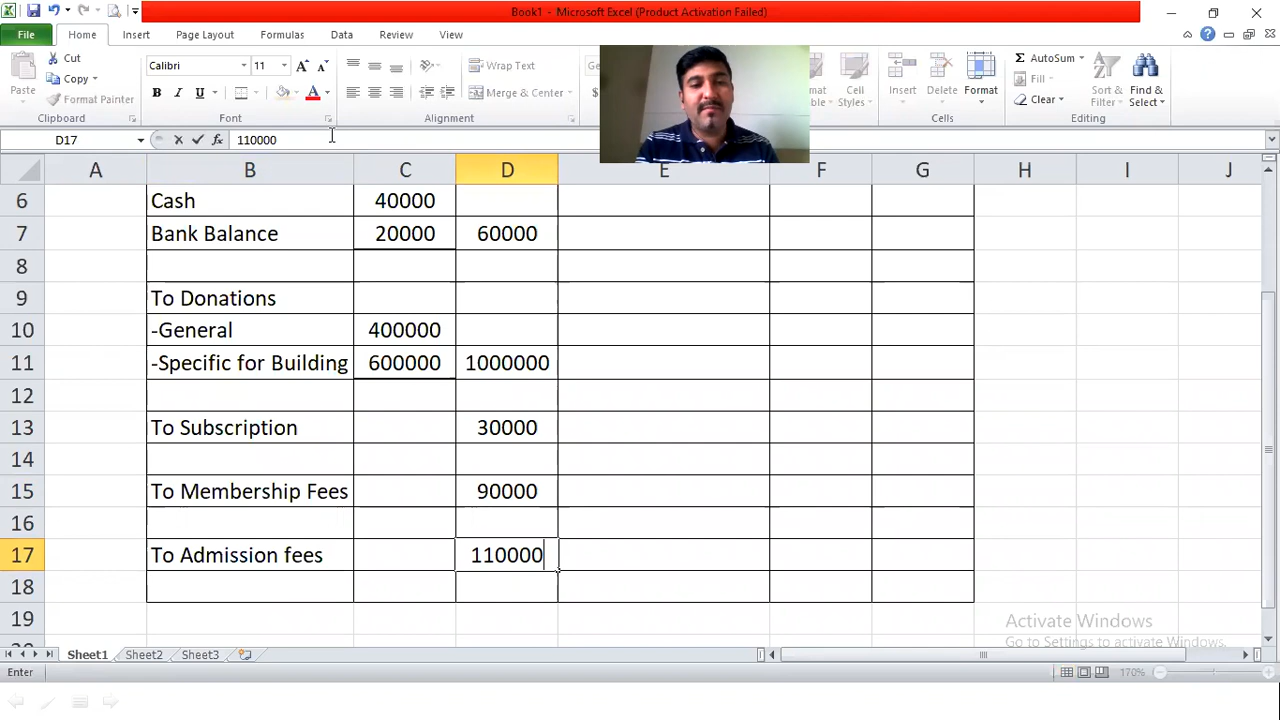 Book1 - Microsoft Excel (Product Activation Failed)
File Home Insert Page Layout Formulas Data Review View
Cut
Copy
Format Painter
Paste
Clipboard
Calibri 11
B I U
Font
Wrap Text
Merge & Center
Alignment
Ge
$
Cell
Styles
Insert Delete Format
Cells
AutoSum
Fill
Clear
Sort &
Filter
Find &
Select
Editing
D17 fx 110000
A B C D E F G H I J
6 Cash 40000
7 Bank Balance 20000 60000
8
9 To Donations
10 -General 400000
11 -Specific for Building 600000 1000000
12
13 To Subscription 30000
14
15 To Membership Fees 90000
16
17 To Admission fees 110000
18
19
Activate Windows
Go to Settings to activate Windows.
Sheet1 Sheet2 Sheet3
Enter 170%